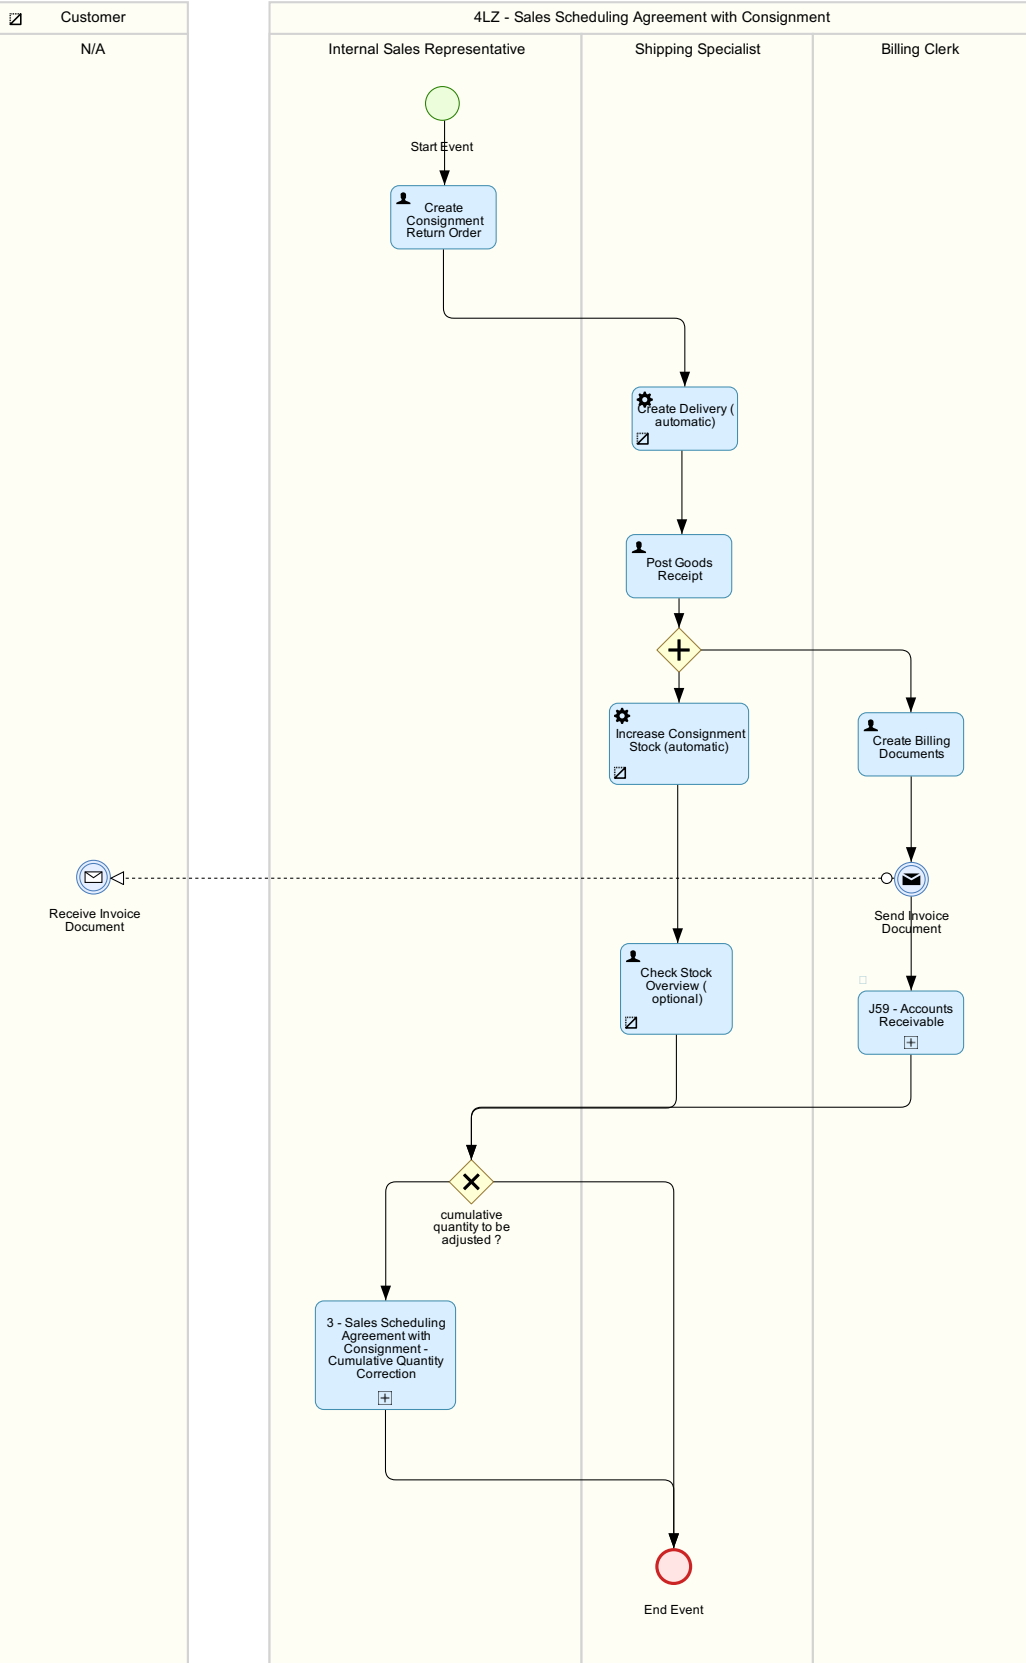 Customer
4LZ - Sales Scheduling Agreement with Consignment
N/A
Internal Sales Representative
Shipping Specialist
Billing Clerk
Start Event
Create
Consignment
Return Order
Create Delivery (
automatic)
Post Goods
Receipt
Increase Consignment
Stock (automatic)
Create Billing
Documents
Receive Invoice
Document
Send Invoice
Document
Check Stock
Overview (
optional)
J59 - Accounts
Receivable
cumulative
quantity to be
adjusted ?
3 - Sales Scheduling
Agreement with
Consignment -
Cumulative Quantity
Correction
End Event